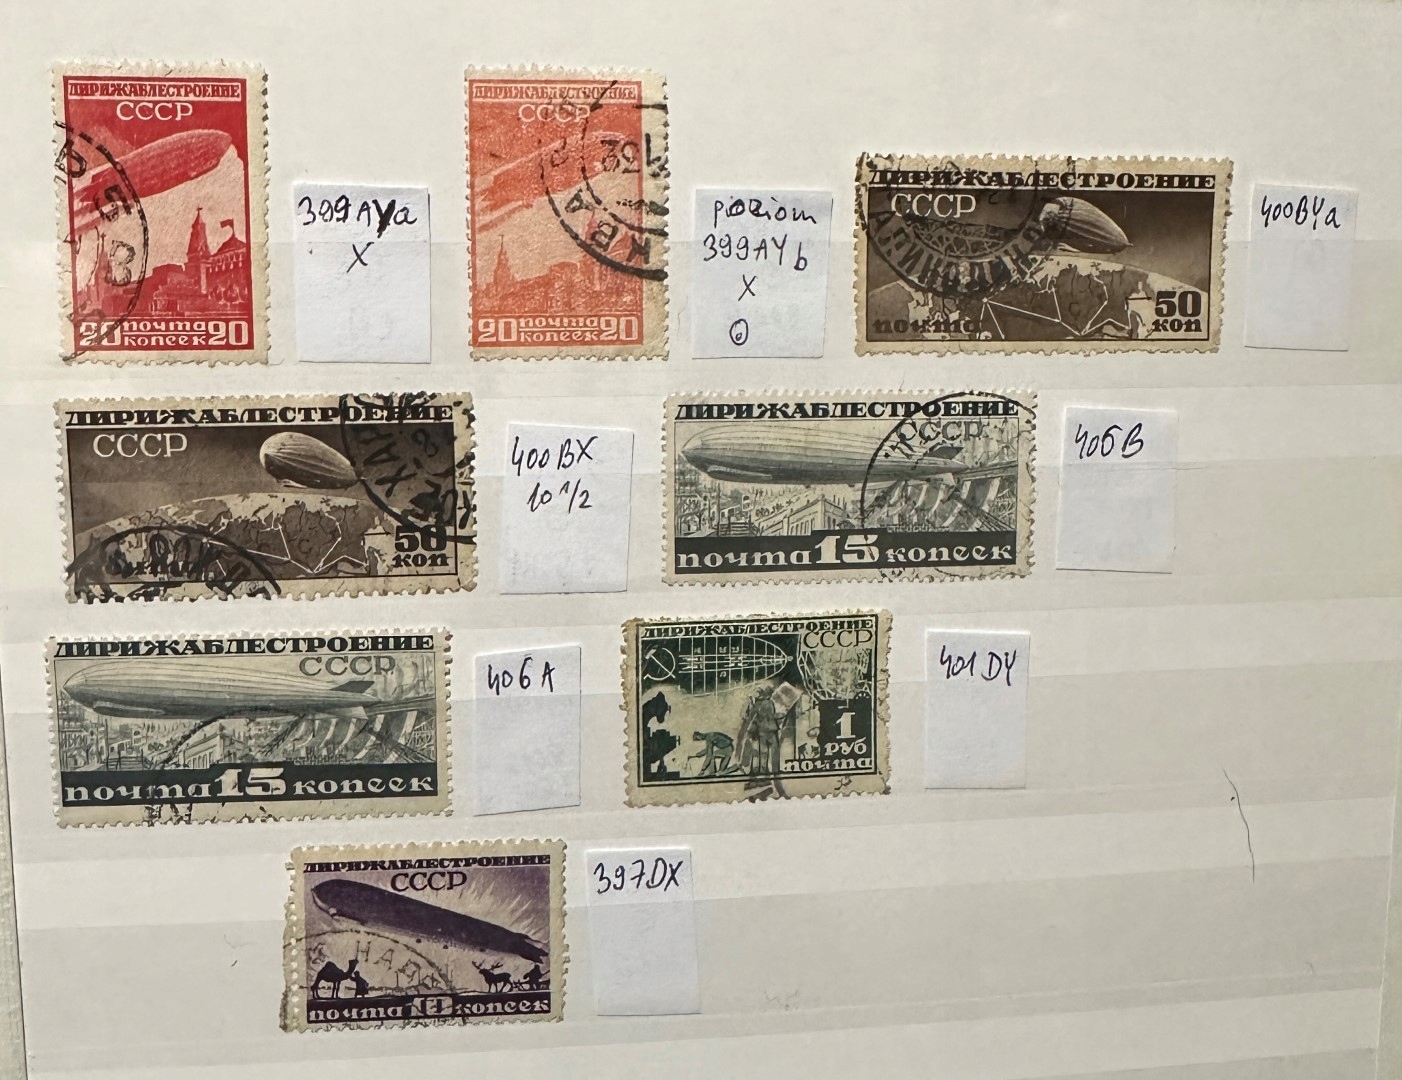 ДИРИЖАБЛЕСТРОЕНИЕ
СССР
20 почта 20
копеек
399AYa
X
ДИРИЖАБЛЕСТРОЕНИЕ
СССР
20 почта 20
копеек
poziom
399AYb
X
ДИРИЖАБЛЕСТРОЕНИЕ
СССР
50
почта коп
400BYa
ДИРИЖАБЛЕСТРОЕНИЕ
СССР
50
коп
400BX
10 1/2
ДИРИЖАБЛЕСТРОЕНИЕ
СССР
почта 15 копеек
406B
ДИРИЖАБЛЕСТРОЕНИЕ
СССР
почта 15 копеек
406A
ДИРИЖАБЛЕСТРОЕНИЕ
СССР
1
РУБ
почта
401DY
ДИРИЖАБЛЕСТРОЕНИЕ
СССР
почта копеек
397DX